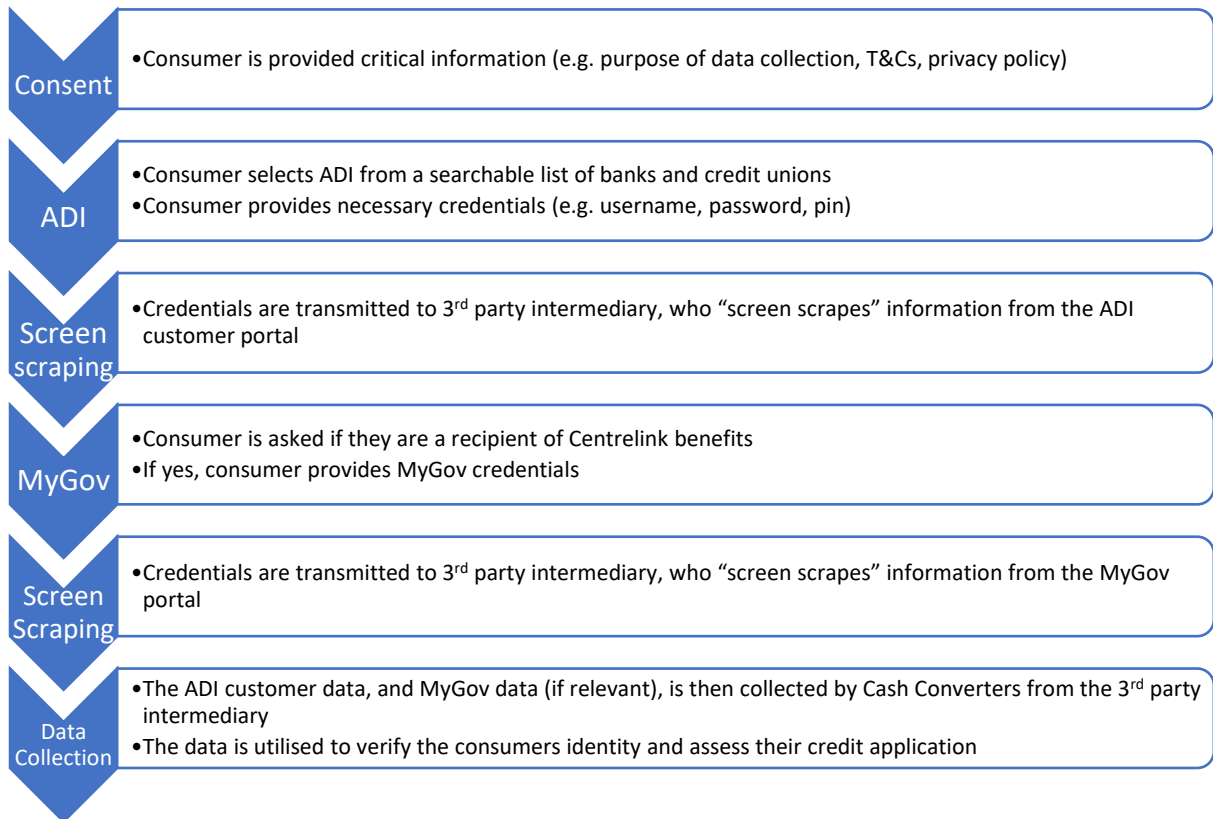 Consent
•Consumer is provided critical information (e.g. purpose of data collection, T&Cs, privacy policy)
ADI
•Consumer selects ADI from a searchable list of banks and credit unions
•Consumer provides necessary credentials (e.g. username, password, pin)
Screen
scraping
•Credentials are transmitted to 3rd party intermediary, who “screen scrapes” information from the ADI
customer portal
MyGov
•Consumer is asked if they are a recipient of Centrelink benefits
•If yes, consumer provides MyGov credentials
Screen
Scraping
•Credentials are transmitted to 3rd party intermediary, who “screen scrapes” information from the MyGov
portal
Data
Collection
•The ADI customer data, and MyGov data (if relevant), is then collected by Cash Converters from the 3rd party
intermediary
•The data is utilised to verify the consumers identity and assess their credit application